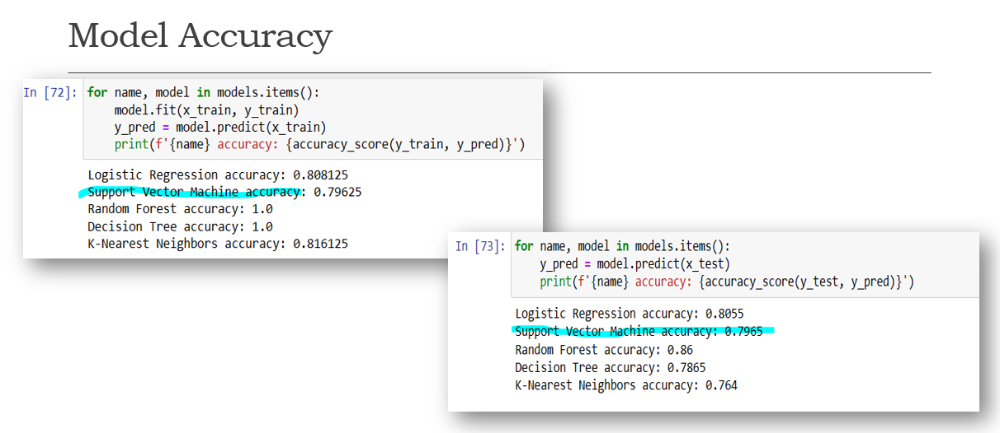 Model Accuracy
In [72]: for name, model in models.items():
model.fit(x_train, y_train)
y_pred = model.predict(x_train)
print(f'{name} accuracy: {accuracy_score(y_train, y_pred)}')
Logistic Regression accuracy: 0.808125
Support Vector Machine accuracy: 0.79625
Random Forest accuracy: 1.0
Decision Tree accuracy: 1.0
K-Nearest Neighbors accuracy: 0.816125
In [73]: for name, model in models.items():
y_pred = model.predict(x_test)
print(f'{name} accuracy: {accuracy_score(y_test, y_pred)}')
Logistic Regression accuracy: 0.8055
Support Vector Machine accuracy: 0.7965
Random Forest accuracy: 0.86
Decision Tree accuracy: 0.7865
K-Nearest Neighbors accuracy: 0.764